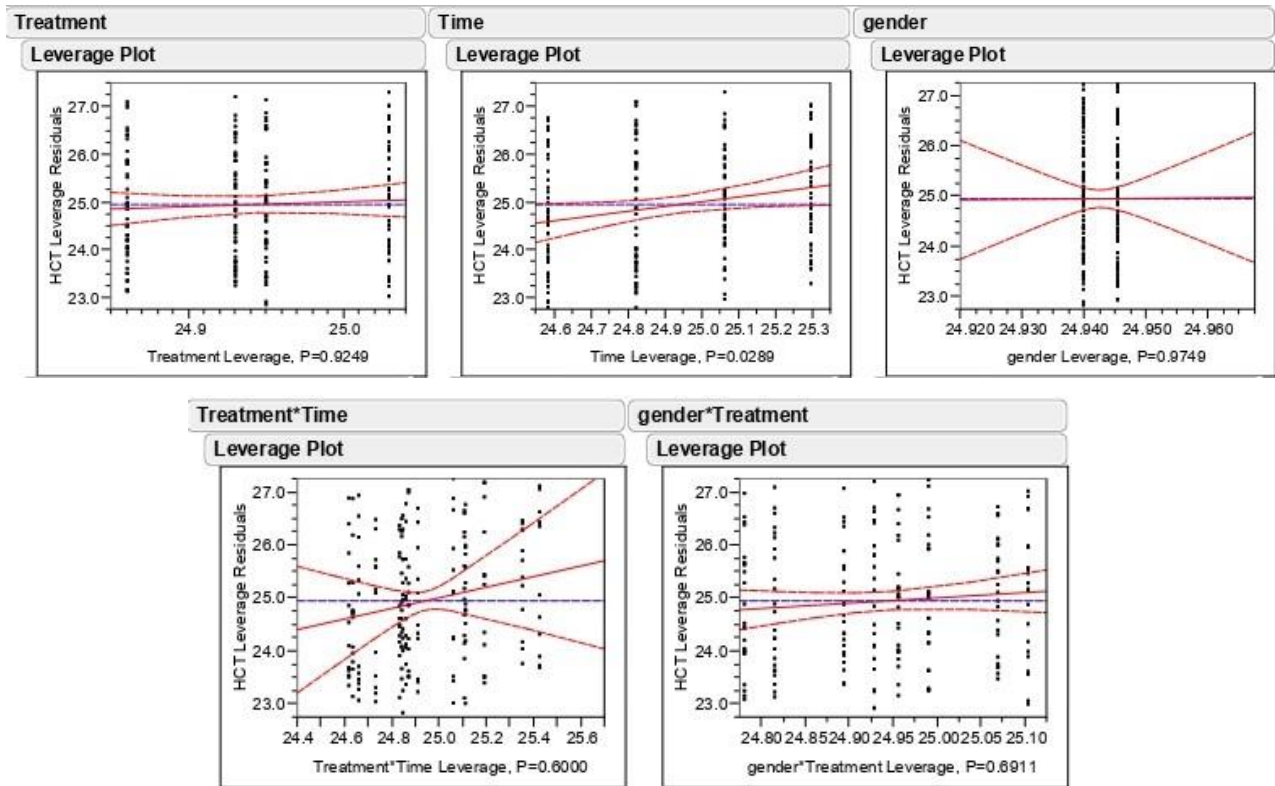 Treatment
Leverage Plot
HCT Leverage Residuals
27.0
26.0
25.0
24.0
23.0
24.9 25.0
Treatment Leverage, P=0.9249
Time
Leverage Plot
HCT Leverage Residuals
27.0
26.0
25.0
24.0
23.0
24.6 24.7 24.8 24.9 25.0 25.1 25.2 25.3
Time Leverage, P=0.0289
gender
Leverage Plot
HCT Leverage Residuals
27.0
26.0
25.0
24.0
23.0
24.920 24.930 24.940 24.950 24.960
gender Leverage, P=0.9749
Treatment*Time
Leverage Plot
HCT Leverage Residuals
27.0
26.0
25.0
24.0
23.0
24.4 24.6 24.8 25.0 25.2 25.4 25.6
Treatment*Time Leverage, P=0.6000
gender*Treatment
Leverage Plot
HCT Leverage Residuals
27.0
26.0
25.0
24.0
23.0
24.80 24.85 24.90 24.95 25.00 25.05 25.10
gender*Treatment Leverage, P=0.6911